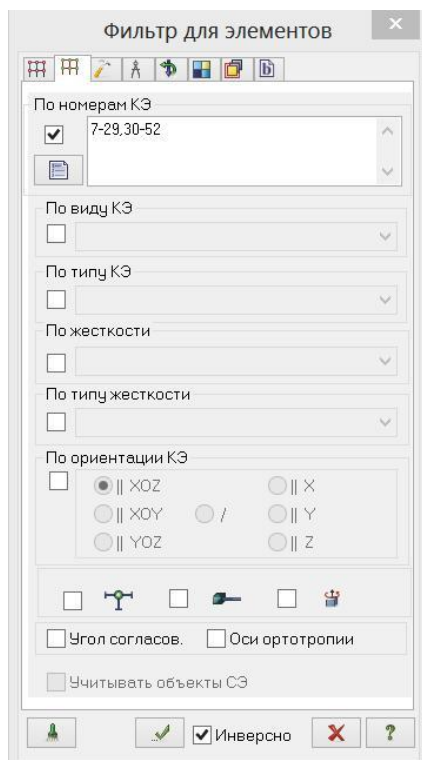 Фильтр для элементов
По номерам КЭ
7-29,30-52
По виду КЭ
По типу КЭ
По жесткости
По типу жесткости
По ориентации КЭ
|| XOZ || X
|| XOY / || Y
|| YOZ || Z
Угол согласов. Оси ортотропии
Учитывать объекты СЭ
Инверсно ?